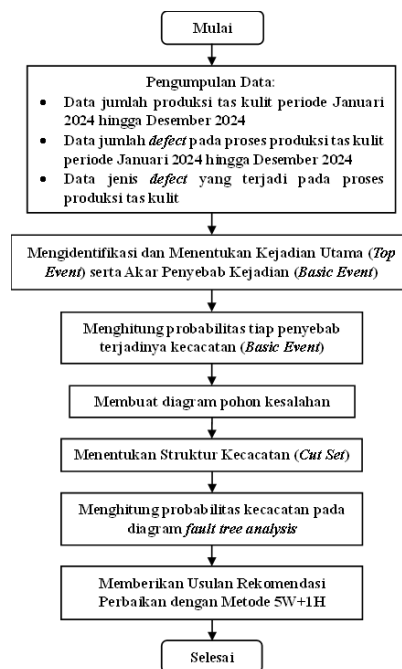 Mulai
Pengumpulan Data:
• Data jumlah produksi tas kulit periode Januari
2024 hingga Desember 2024
• Data jumlah defect pada proses produksi tas kulit
periode Januari 2024 hingga Desember 2024
• Data jenis defect yang terjadi pada proses
produksi tas kulit
Mengidentifikasi dan Menentukan Kejadian Utama (Top
Event) serta Akar Penyebab Kejadian (Basic Event)
Menghitung probabilitas tiap penyebab
terjadinya kecacatan (Basic Event)
Membuat diagram pohon kesalahan
Menentukan Struktur Kecacatan (Cut Set)
Menghitung probabilitas kecacatan pada
diagram fault tree analysis
Memberikan Usulan Rekomendasi
Perbaikan dengan Metode 5W+1H
Selesai